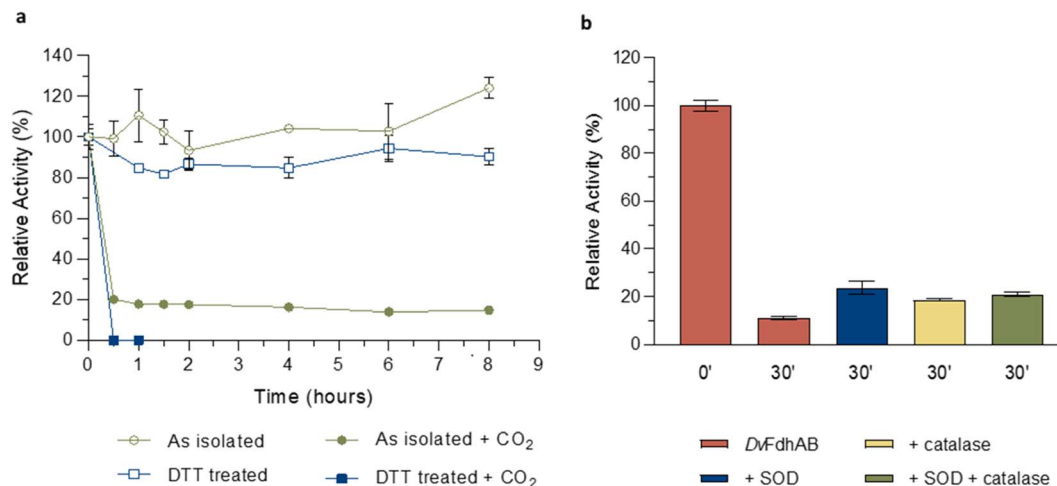 a
140
120
100
80
60
40
20
0
Relative Activity (%)
0 1 2 3 4 5 6 7 8 9
Time (hours)
As isolated
As isolated + CO₂
DTT treated
DTT treated + CO₂
b
120
100
80
60
40
20
0
Relative Activity (%)
0' 30' 30' 30' 30'
DvFdhAB
+ catalase
+ SOD
+ SOD + catalase